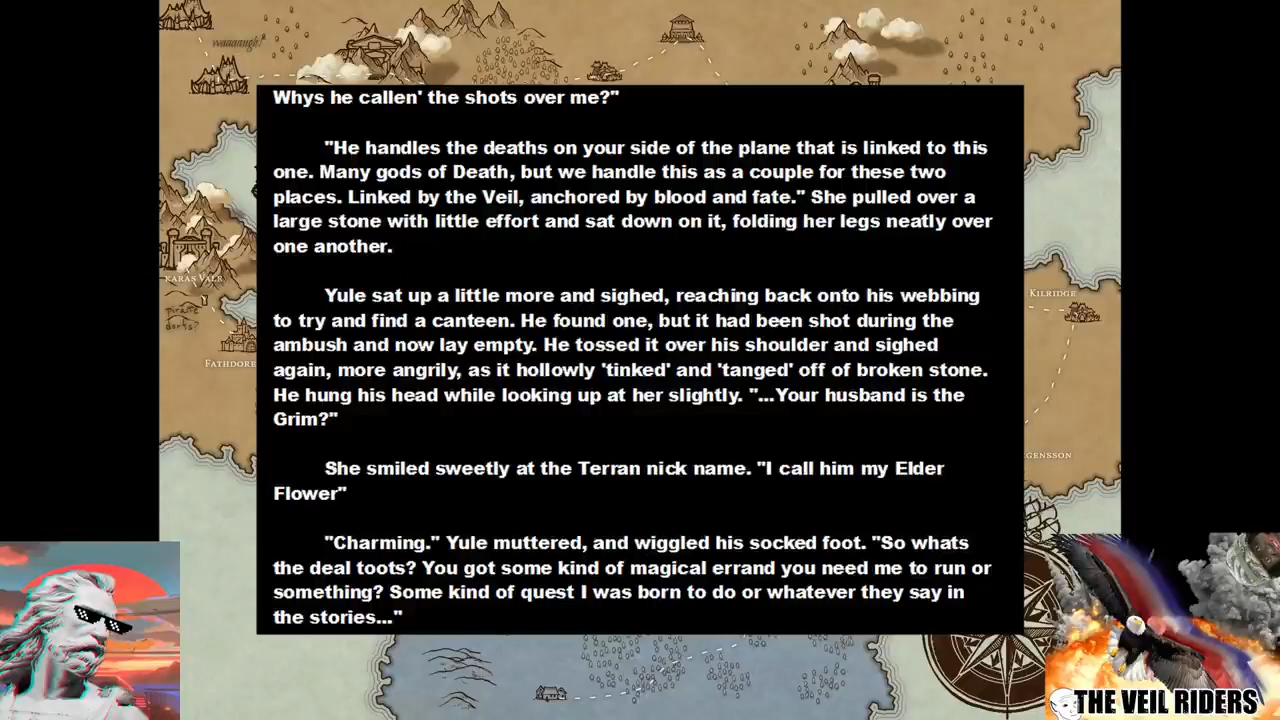 waaaaugh!
Whys he callen' the shots over me?"
"He handles the deaths on your side of the plane that is linked to this
one. Many gods of Death, but we handle this as a couple for these two
places. Linked by the Veil, anchored by blood and fate." She pulled over a
large stone with little effort and sat down on it, folding her legs neatly over
one another.
Yule sat up a little more and sighed, reaching back onto his webbing
to try and find a canteen. He found one, but it had been shot during the
ambush and now lay empty. He tossed it over his shoulder and sighed
again, more angrily, as it hollowly 'tinked' and 'tanged' off of broken stone.
He hung his head while looking up at her slightly. "...Your husband is the
Grim?"
She smiled sweetly at the Terran nick name. "I call him my Elder
Flower"
"Charming." Yule muttered, and wiggled his socked foot. "So whats
the deal toots? You got some kind of magical errand you need me to run or
something? Some kind of quest I was born to do or whatever they say in
the stories..."
KARAS VALR
FATHDORE
KILRIDGE
GENSSON
THE VEIL RIDERS